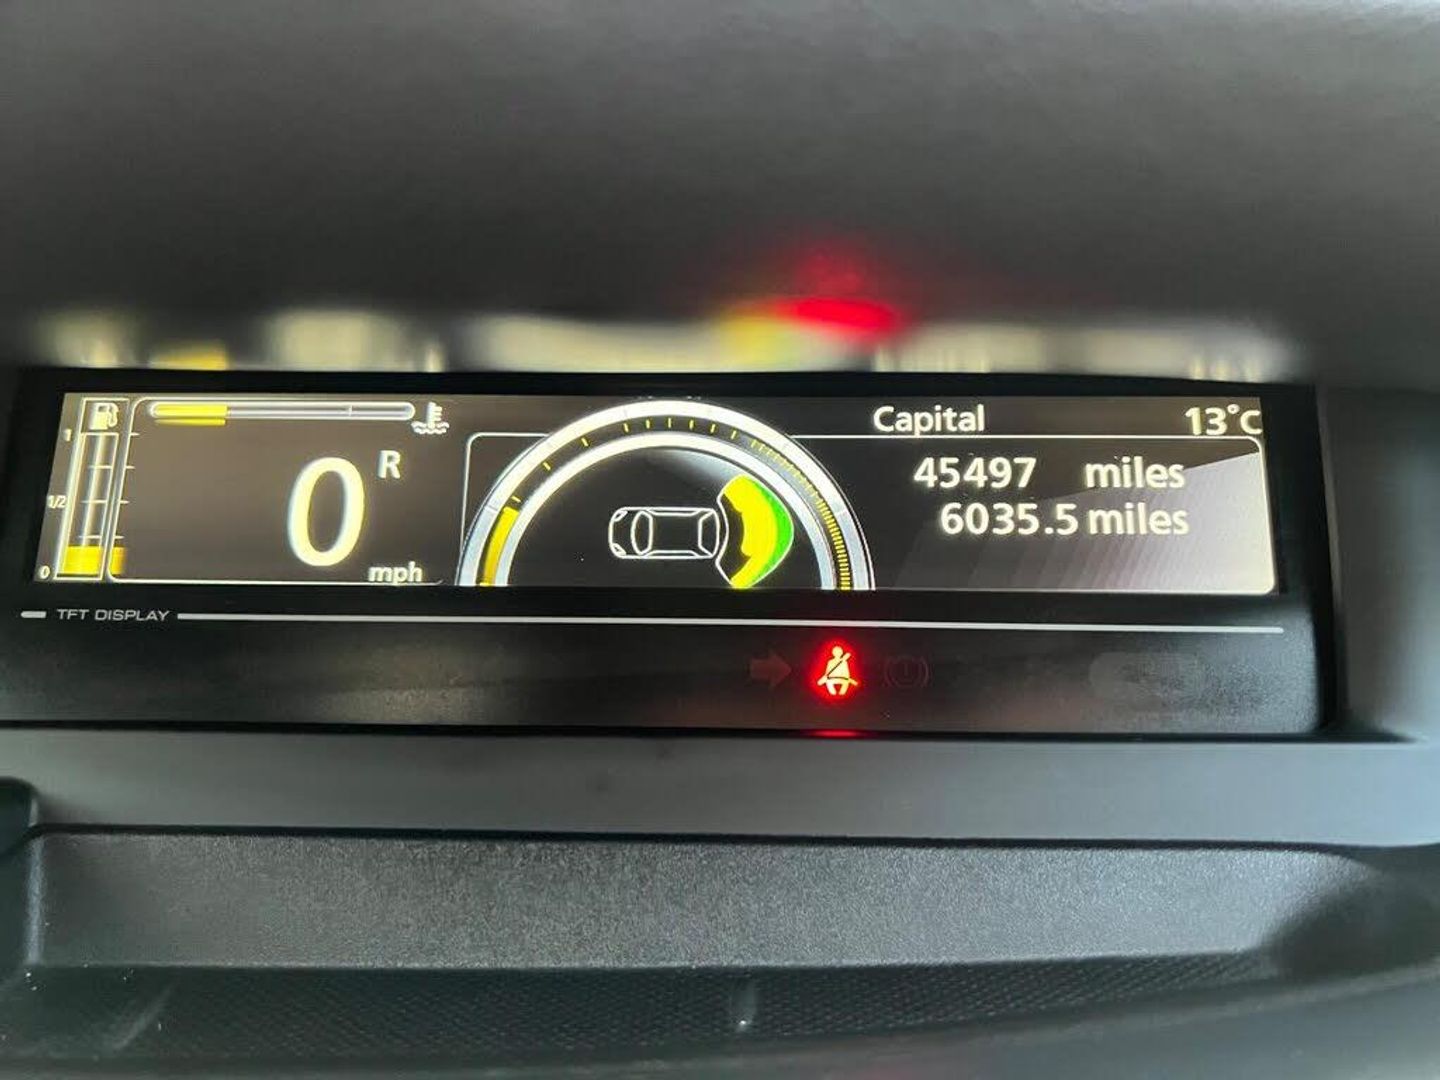 Capital 13°C
1
R
45497 miles
1/2
0
6035.5 miles
0
mph
TFT DISPLAY